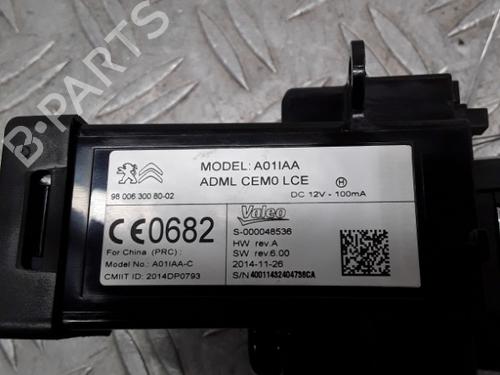 B-PARTS
MODEL: A01IAA
ADML CEM0 LCE
H
98 006 300 80-02
DC 12V - 100mA
CE0682
For China (PRC) :
Model No.: A01IAA-C
CMIIT ID: 2014DP0793
Valeo
S-000048536
HW rev.A
SW rev.6.00
2014-11-26
S/N 40011432404738CA